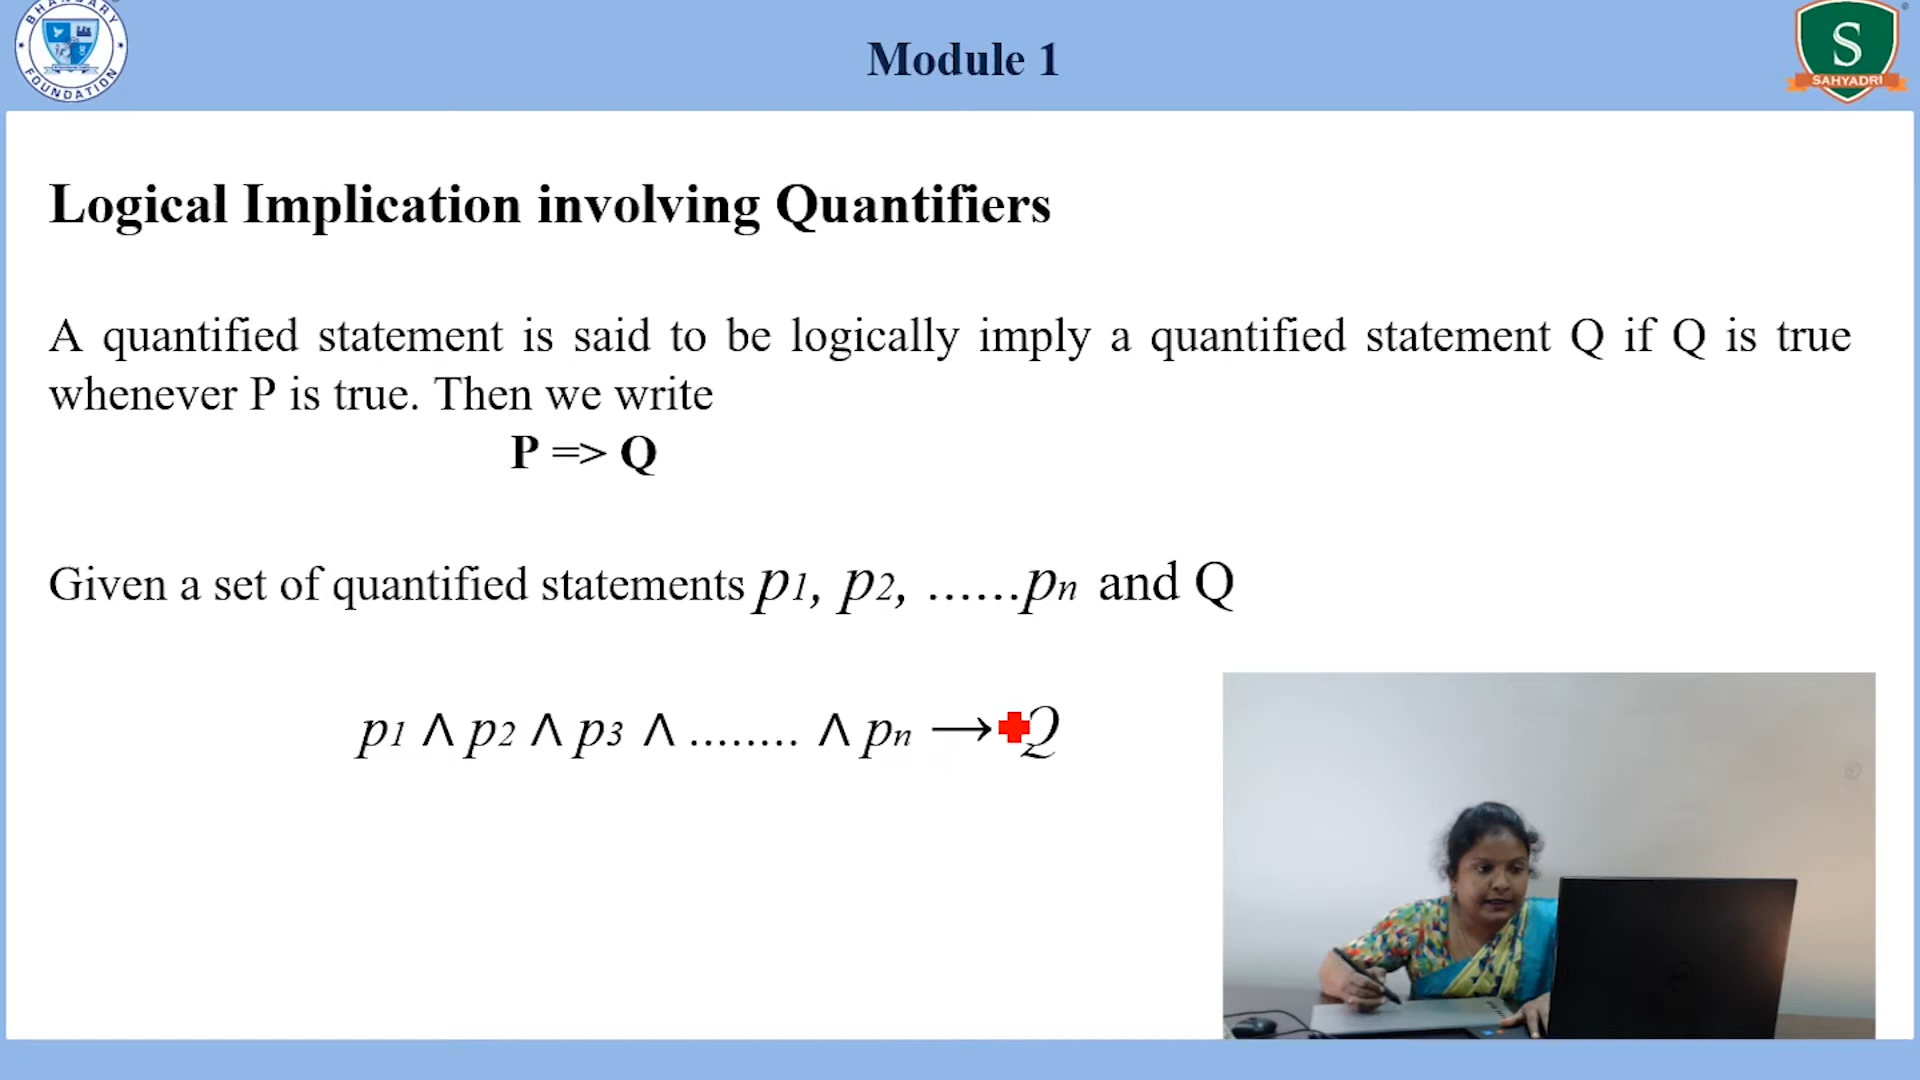 BHANDARY
FOUNDATION
Module 1
S
SAHYADRI
Logical Implication involving Quantifiers
A quantified statement is said to be logically imply a quantified statement Q if Q is true
whenever P is true. Then we write
P => Q
Given a set of quantified statements p1, p2, ......pn and Q
p1 ∧ p2 ∧ p3 ∧ ........ ∧ pn → Q